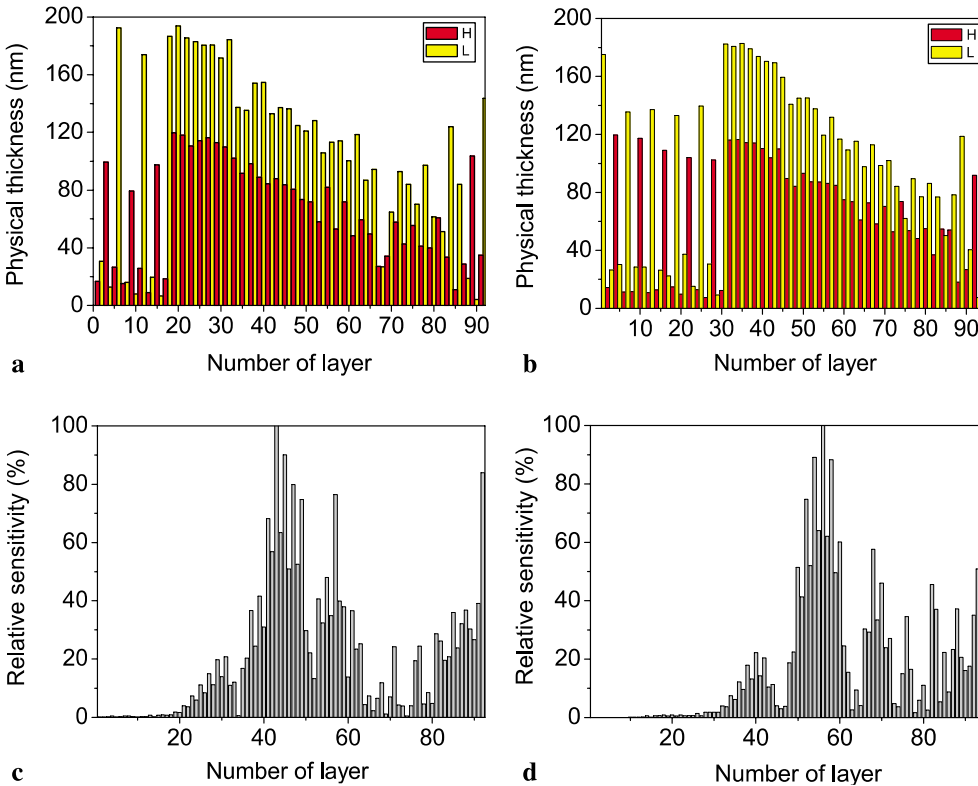 Physical thickness (nm)
200
160
120
80
40
0
H
L
0 10 20 30 40 50 60 70 80 90
Number of layer
a
Physical thickness (nm)
200
160
120
80
40
0
H
L
10 20 30 40 50 60 70 80 90
Number of layer
b
Relative sensitivity (%)
100
80
60
40
20
0
20 40 60 80
Number of layer
c
Relative sensitivity (%)
100
80
60
40
20
0
20 40 60 80
Number of layer
d